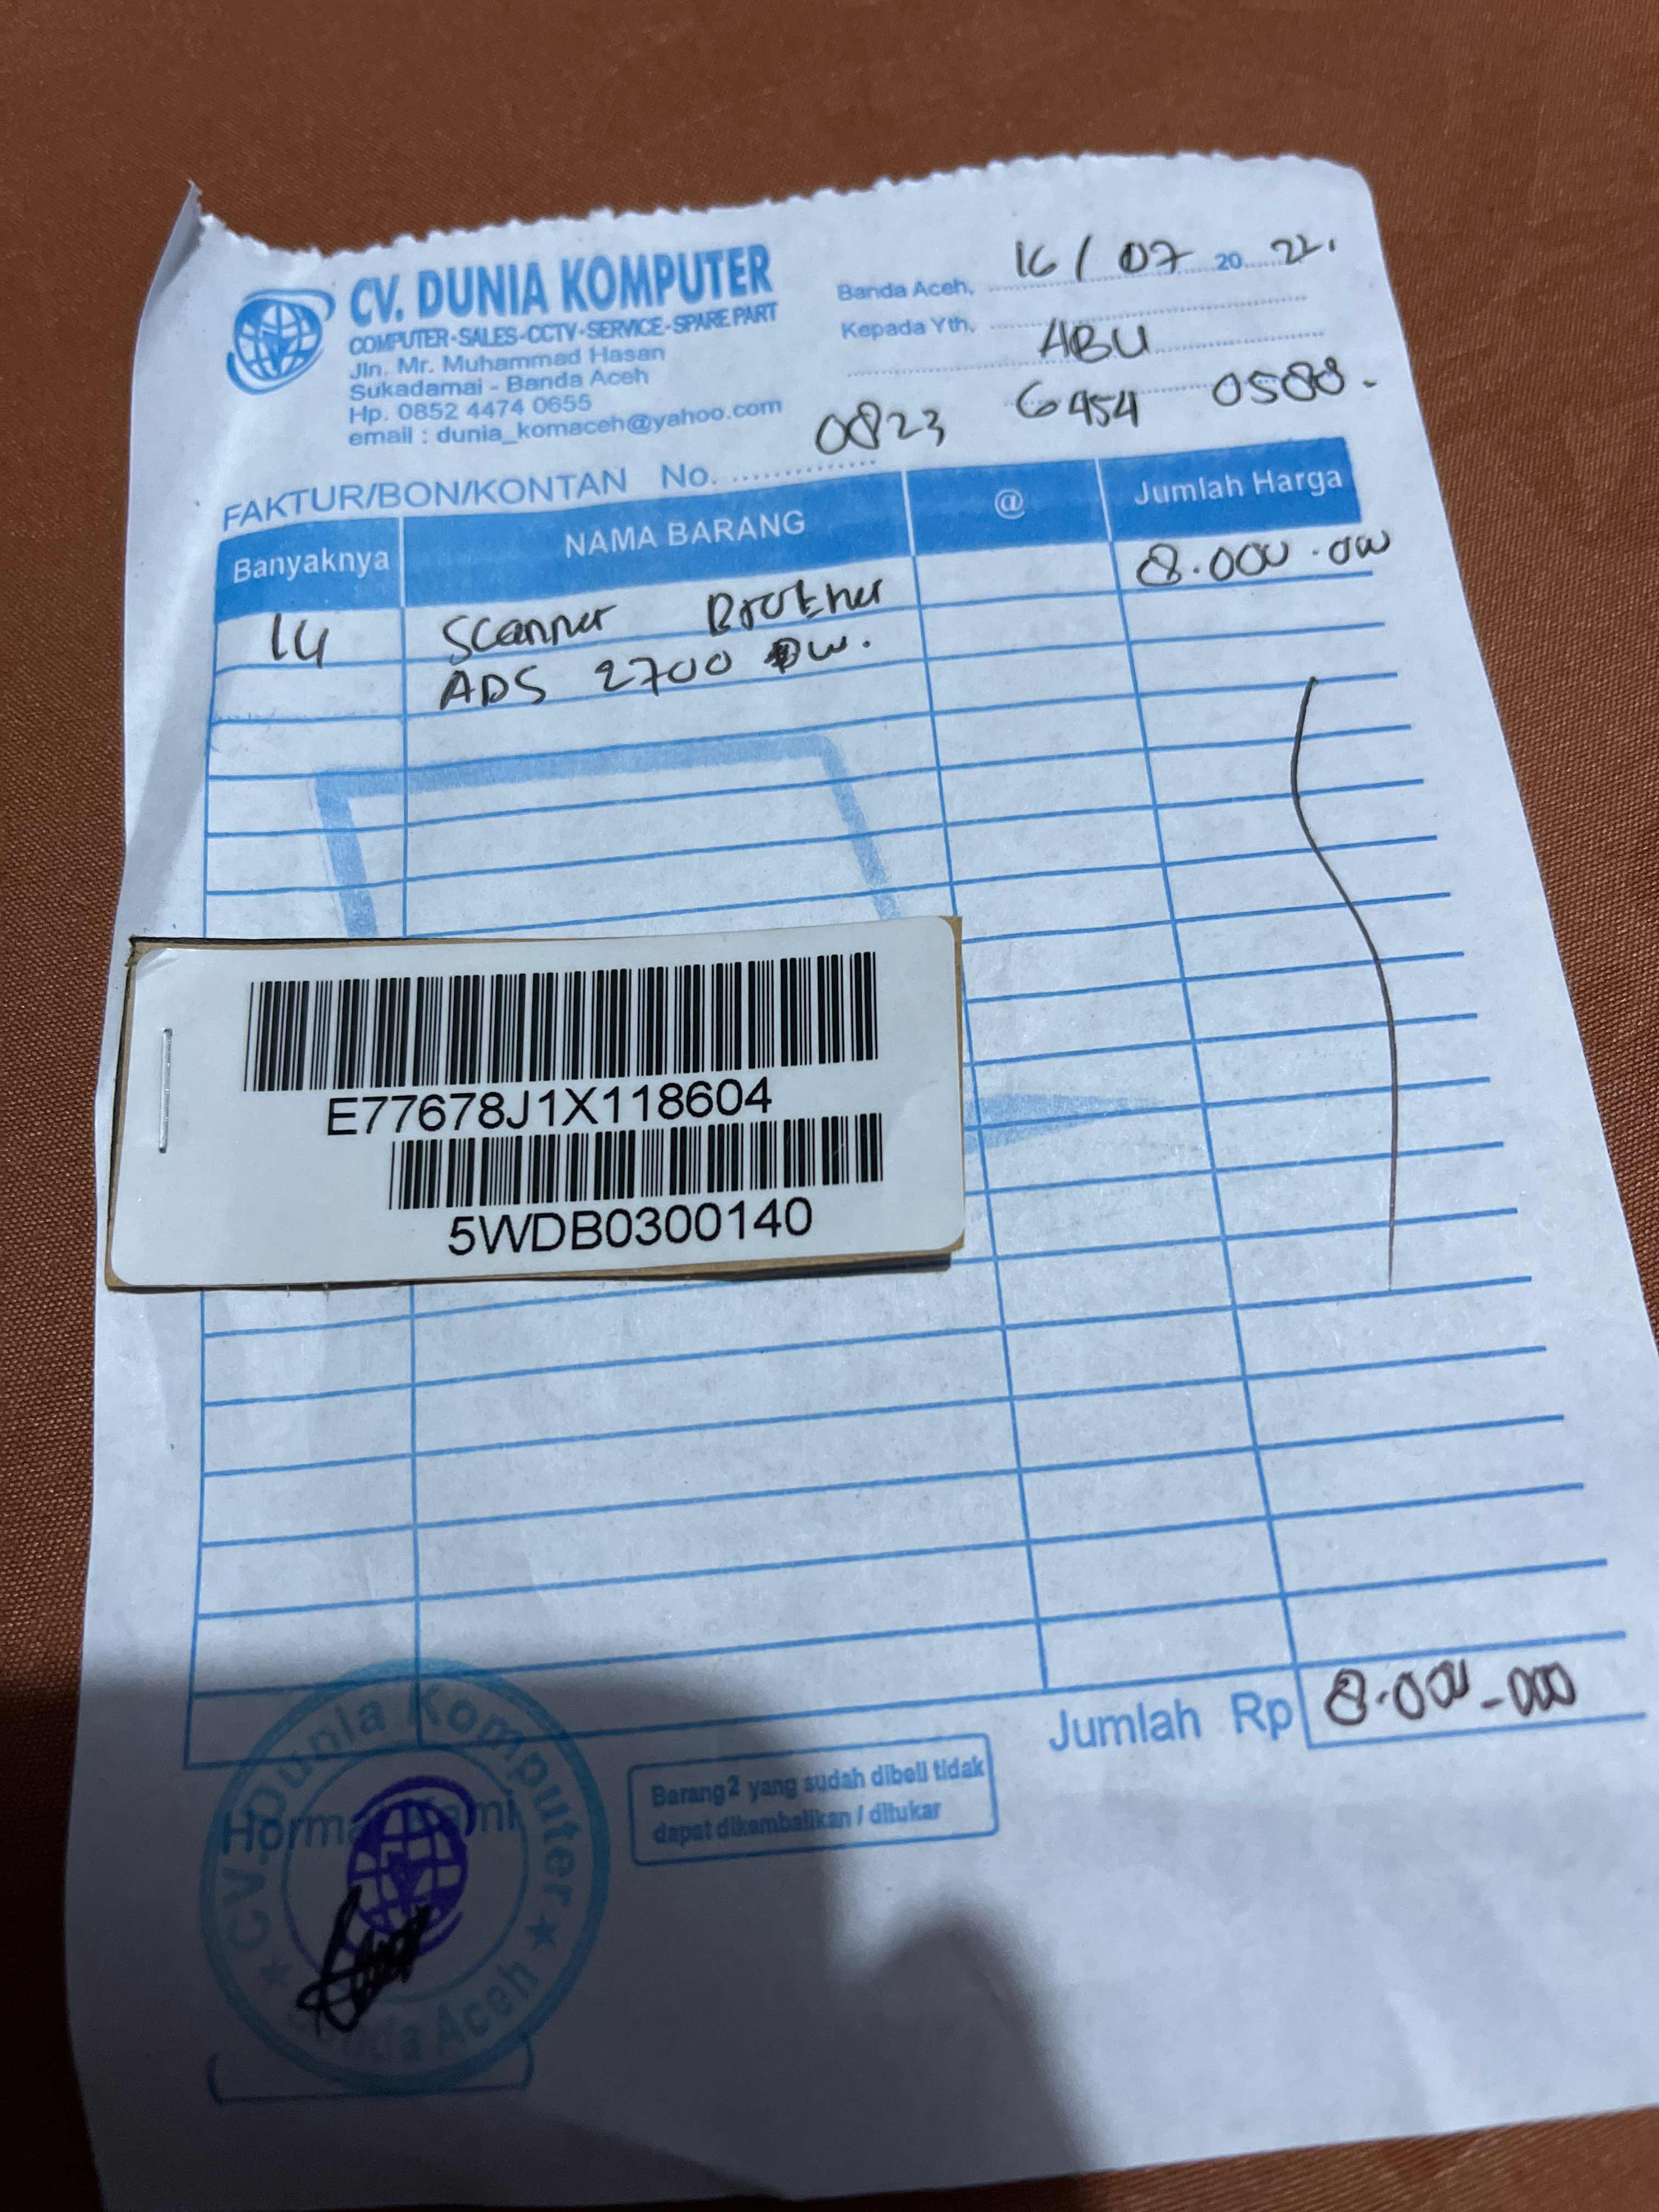 CV. DUNIA KOMPUTER
COMPUTER-SALES-CCTV-SERVICE-SPARE PART
Jln. Mr. Muhammad Hasan
Sukadamai - Banda Aceh
Hp. 0852 4474 0655
email : dunia_komaceh@yahoo.com
Banda Aceh, 16 / 07 20 22.
Kepada Yth,
ABU
0823 6454 0588.
FAKTUR/BON/KONTAN No.
Banyaknya NAMA BARANG @ Jumlah Harga
1U Scanner Brother 8.000.000
ADS 2700 DW.
E77678J1X118604
5WDB0300140
Jumlah Rp 8.000-000
Hormat Kami
Barang2 yang sudah dibeli tidak
dapat dikembalikan / ditukar
CV. Dunia Komputer
Banda Aceh